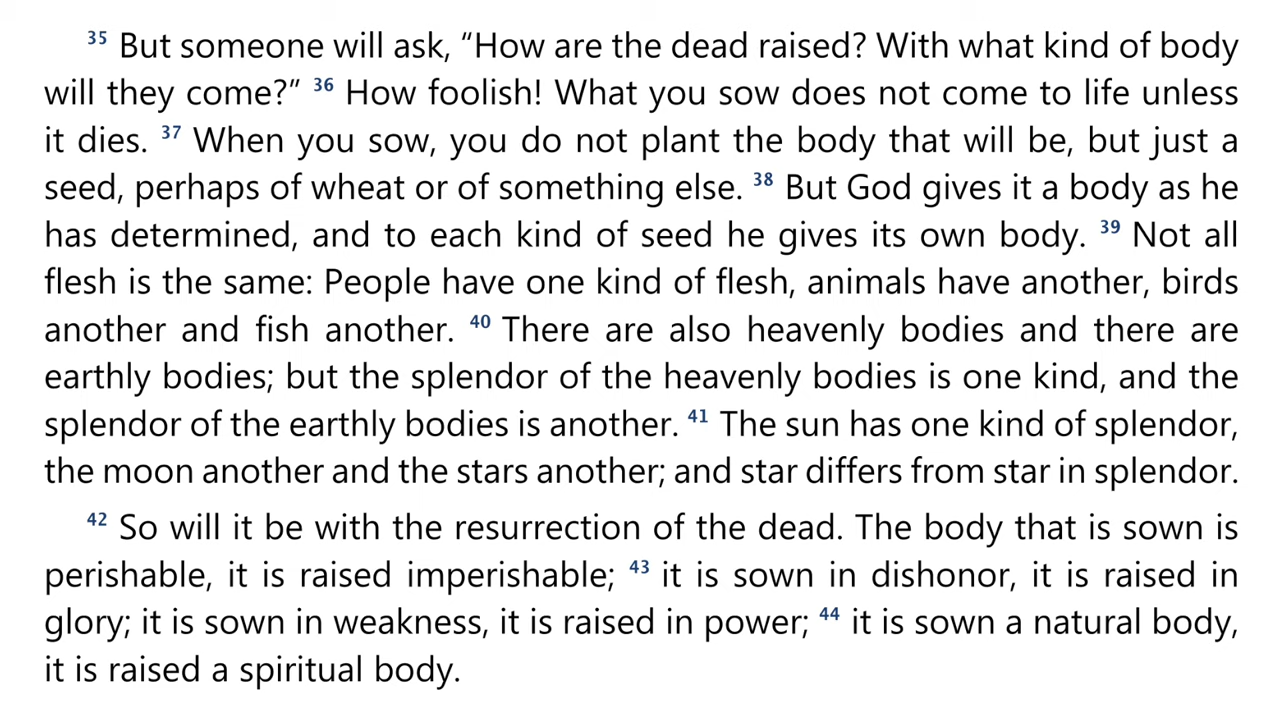 35 But someone will ask, “How are the dead raised? With what kind of body
will they come?” 36 How foolish! What you sow does not come to life unless
it dies. 37 When you sow, you do not plant the body that will be, but just a
seed, perhaps of wheat or of something else. 38 But God gives it a body as he
has determined, and to each kind of seed he gives its own body. 39 Not all
flesh is the same: People have one kind of flesh, animals have another, birds
another and fish another. 40 There are also heavenly bodies and there are
earthly bodies; but the splendor of the heavenly bodies is one kind, and the
splendor of the earthly bodies is another. 41 The sun has one kind of splendor,
the moon another and the stars another; and star differs from star in splendor.
42 So will it be with the resurrection of the dead. The body that is sown is
perishable, it is raised imperishable; 43 it is sown in dishonor, it is raised in
glory; it is sown in weakness, it is raised in power; 44 it is sown a natural body,
it is raised a spiritual body.